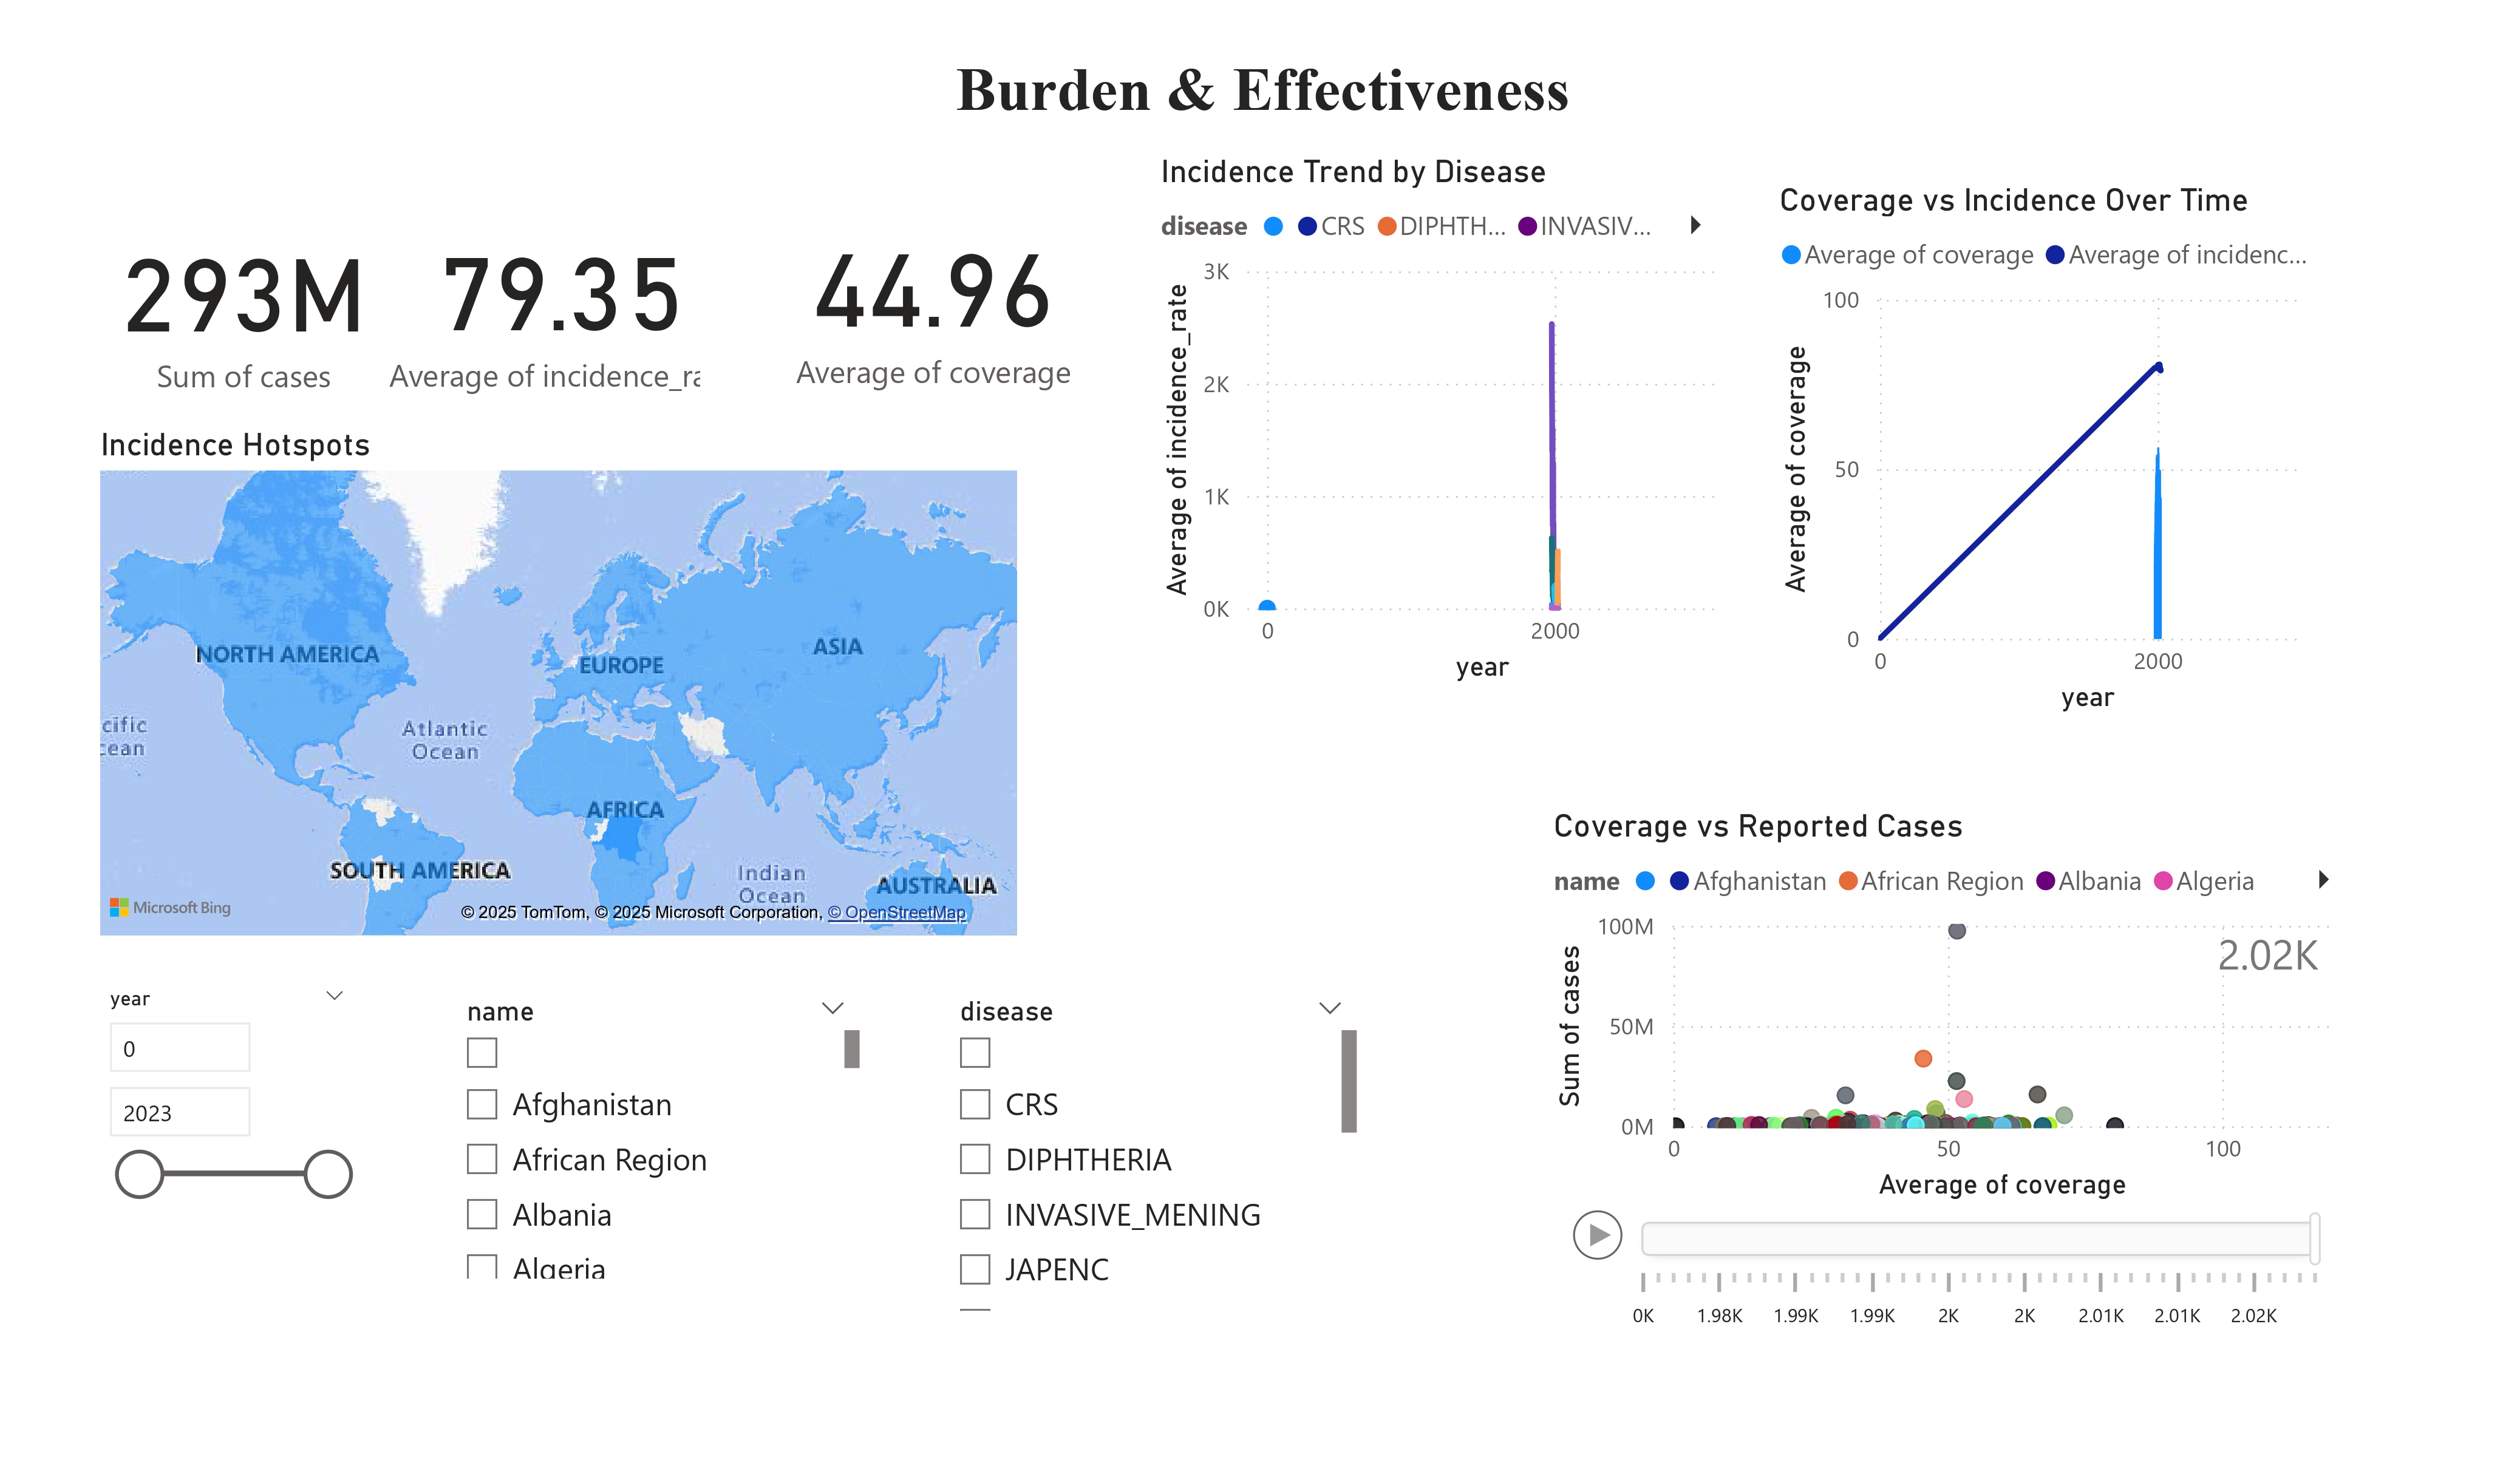 Burden & Effectiveness
293M
Sum of cases
79.35
Average of incidence_ra
44.96
Average of coverage
Incidence Trend by Disease
disease CRS DIPHTH... INVASIV...
Average of incidence_rate
3K
2K
1K
0K
0 2000
year
Coverage vs Incidence Over Time
Average of coverage Average of incidenc...
Average of coverage
100
50
0
0 2000
year
Incidence Hotspots
NORTH AMERICA
EUROPE
ASIA
cific
cean
Atlantic
Ocean
AFRICA
SOUTH AMERICA
Indian
Ocean
AUSTRALIA
Microsoft Bing
© 2025 TomTom, © 2025 Microsoft Corporation, © OpenStreetMap
Coverage vs Reported Cases
name Afghanistan African Region Albania Algeria
Sum of cases
100M
2.02K
50M
0M
0 50 100
Average of coverage
0K 1.98K 1.99K 1.99K 2K 2K 2.01K 2.01K 2.02K
year
0
2023
name
Afghanistan
African Region
Albania
Algeria
disease
CRS
DIPHTHERIA
INVASIVE_MENING
JAPENC